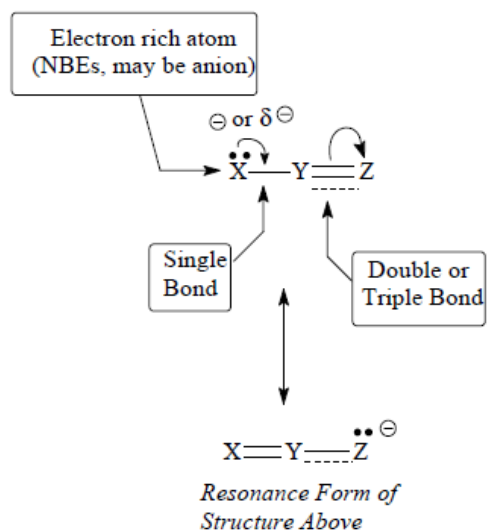 Electron rich atom
(NBEs, may be anion)
⊖ or δ ⊖
X Y Z
Single
Bond
Double or
Triple Bond
X Y Z ⊖
Resonance Form of
Structure Above